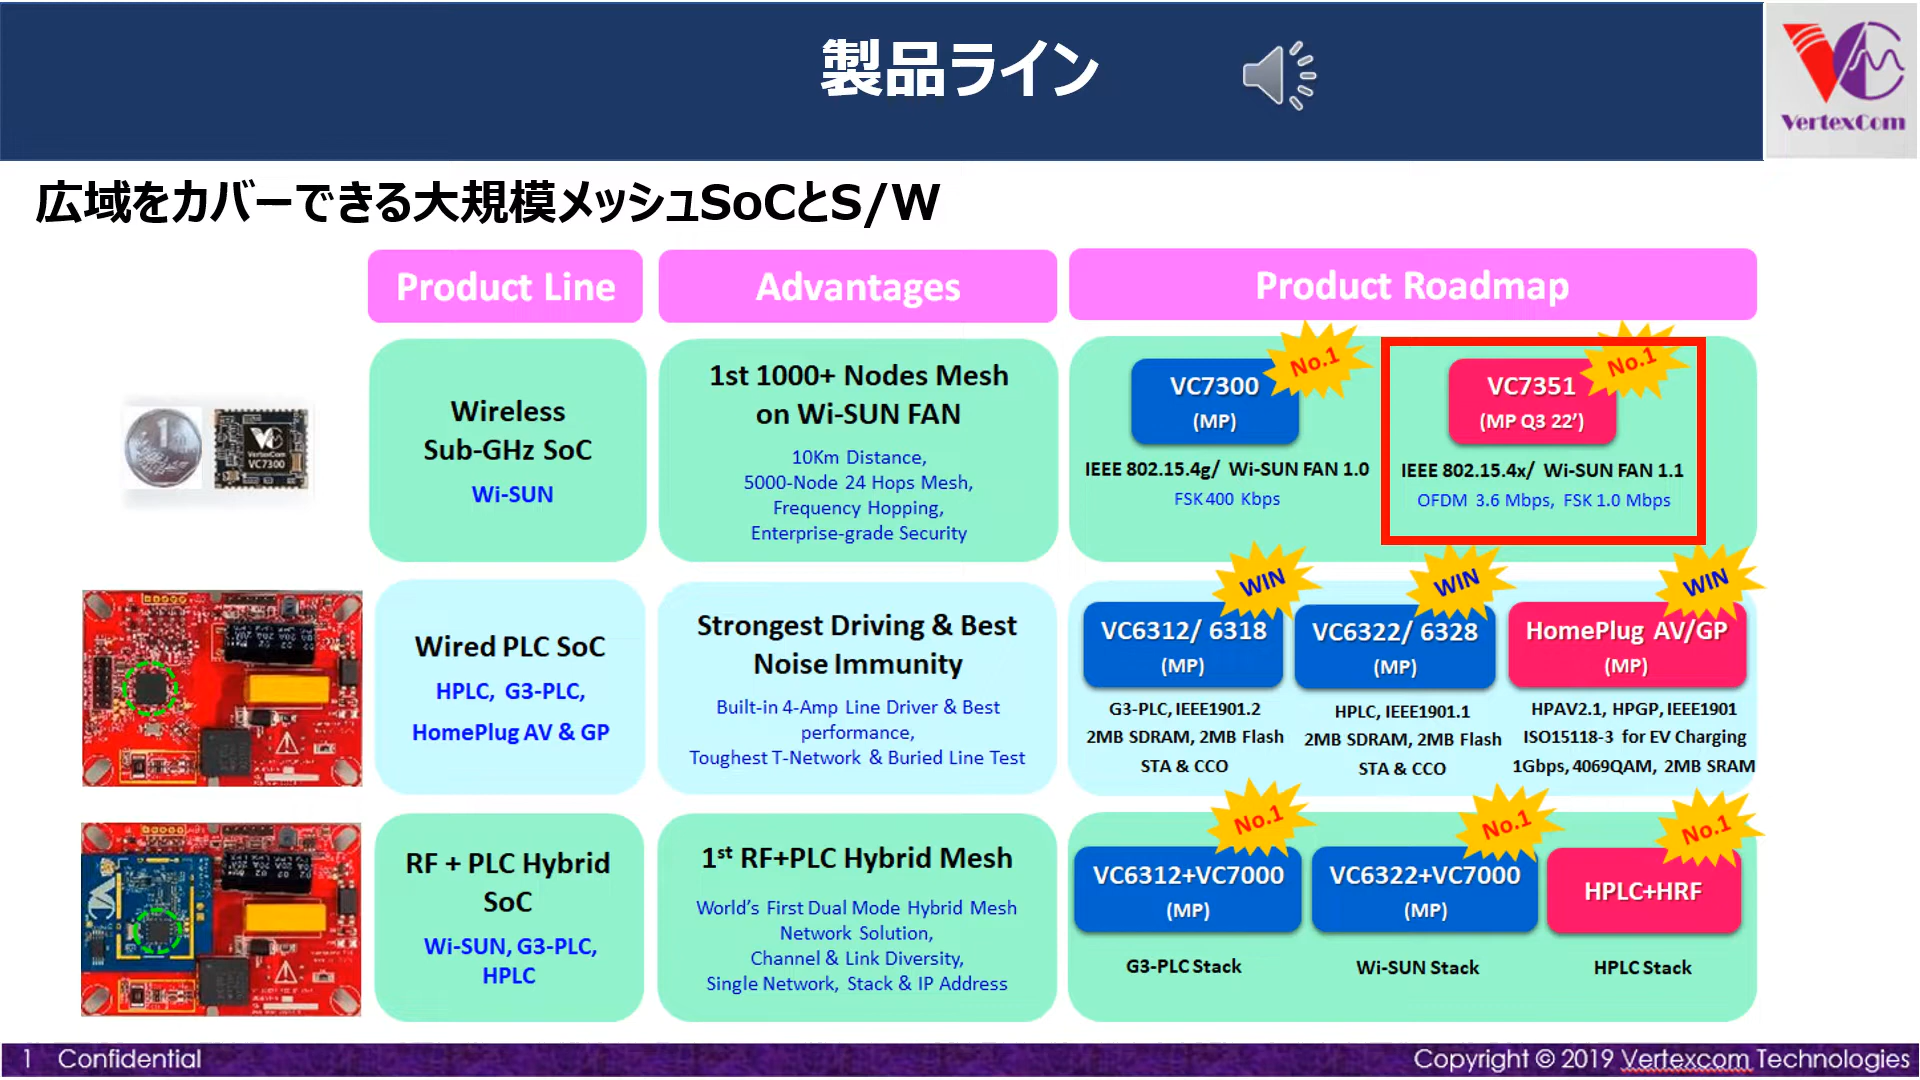 製品ライン
VertexCom
広域をカバーできる大規模メッシュSoCとS/W
Product Line
Advantages
Product Roadmap
VertexCom
VC7300
Wireless
Sub-GHz SoC
Wi-SUN
1st 1000+ Nodes Mesh
on Wi-SUN FAN
10Km Distance,
5000-Node 24 Hops Mesh,
Frequency Hopping,
Enterprise-grade Security
No.1
VC7300
(MP)
IEEE 802.15.4g/ Wi-SUN FAN 1.0
FSK 400 Kbps
No.1
VC7351
(MP Q3 22’)
IEEE 802.15.4x/ Wi-SUN FAN 1.1
OFDM 3.6 Mbps, FSK 1.0 Mbps
Wired PLC SoC
HPLC, G3-PLC,
HomePlug AV & GP
Strongest Driving & Best
Noise Immunity
Built-in 4-Amp Line Driver & Best
performance,
Toughest T-Network & Buried Line Test
WIN
VC6312/ 6318
(MP)
G3-PLC, IEEE1901.2
2MB SDRAM, 2MB Flash
STA & CCO
WIN
VC6322/ 6328
(MP)
HPLC, IEEE1901.1
2MB SDRAM, 2MB Flash
STA & CCO
WIN
HomePlug AV/GP
(MP)
HPAV2.1, HPGP, IEEE1901
ISO15118-3 for EV Charging
1Gbps, 4069QAM, 2MB SRAM
RF + PLC Hybrid
SoC
Wi-SUN, G3-PLC,
HPLC
1st RF+PLC Hybrid Mesh
World’s First Dual Mode Hybrid Mesh
Network Solution,
Channel & Link Diversity,
Single Network, Stack & IP Address
No.1
VC6312+VC7000
(MP)
G3-PLC Stack
No.1
VC6322+VC7000
(MP)
Wi-SUN Stack
No.1
HPLC+HRF
HPLC Stack
1 Confidential
Copyright © 2019 Vertexcom Technologies